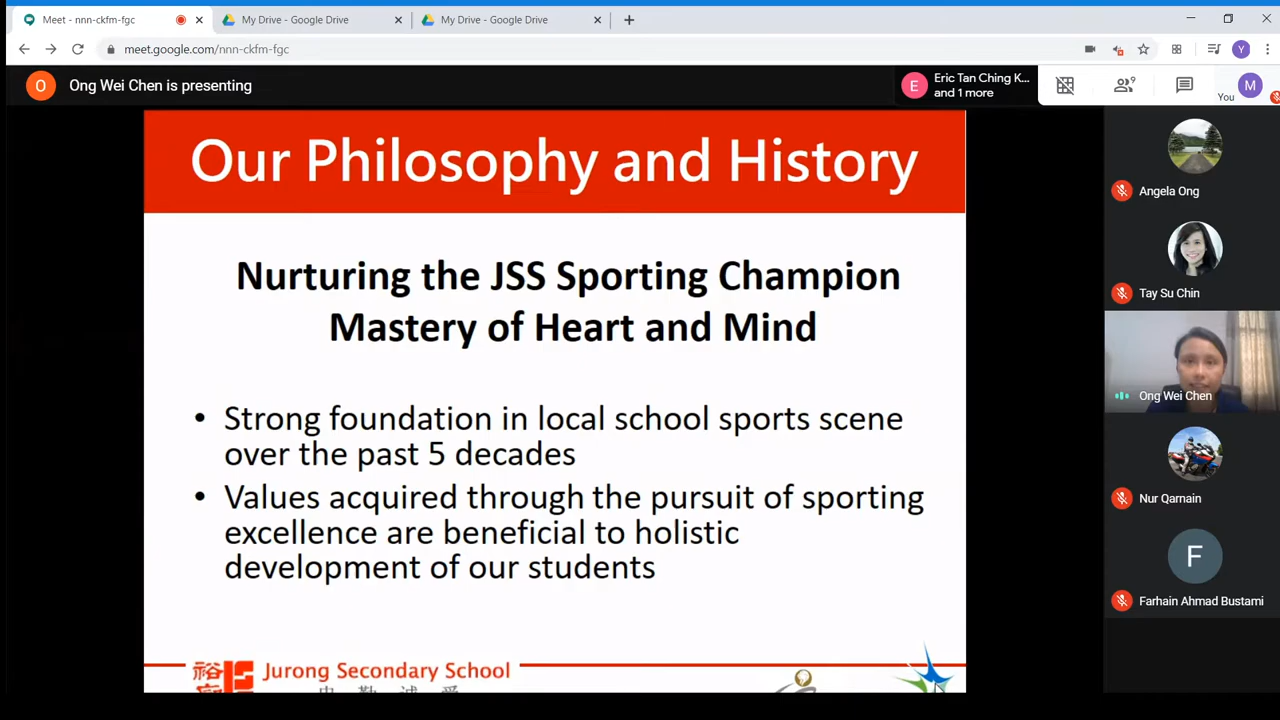 Meet - nnn-ckfm-fgc
My Drive - Google Drive
My Drive - Google Drive
meet.google.com/nnn-ckfm-fgc
Y
O
Ong Wei Chen is presenting
E
Eric Tan Ching K...
and 1 more
9
You
M
Our Philosophy and History
Nurturing the JSS Sporting Champion
Mastery of Heart and Mind
• Strong foundation in local school sports scene
over the past 5 decades
• Values acquired through the pursuit of sporting
excellence are beneficial to holistic
development of our students
Jurong Secondary School
Angela Ong
Tay Su Chin
Ong Wei Chen
Nur Qarnain
F
Farhain Ahmad Bustami